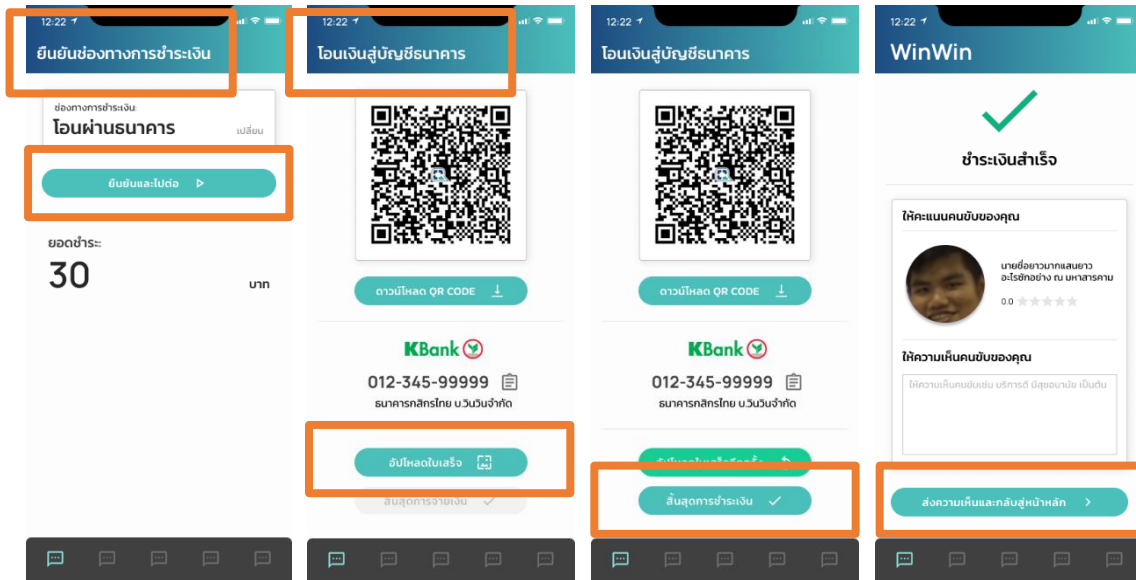 12:22
ยืนยันช่องทางการชำระเงิน
ช่องทางการชำระเงิน:
โอนผ่านธนาคาร
เปลี่ยน
ยืนยันและไปต่อ
ยอดชำระ:
30
บาท
12:22
โอนเงินสู่บัญชีธนาคาร
ดาวน์โหลด QR CODE
KBank
012-345-99999
ธนาคารกสิกรไทย บ.วินวินจำกัด
อัปโหลดใบเสร็จ
สิ้นสุดการจ่ายเงิน
12:22
โอนเงินสู่บัญชีธนาคาร
ดาวน์โหลด QR CODE
KBank
012-345-99999
ธนาคารกสิกรไทย บ.วินวินจำกัด
สิ้นสุดการชำระเงิน
12:22
WinWin
ชำระเงินสำเร็จ
ให้คะแนนคนขับของคุณ
นายชื่อยาวมากแสนยาว
อะไรซักอย่าง ณ มหาสารคาม
0.0
ให้ความเห็นคนขับของคุณ
ให้ความเห็นคนขับเช่น บริการดี มีสุขอนามัย เป็นต้น
ส่งความเห็นและกลับสู่หน้าหลัก